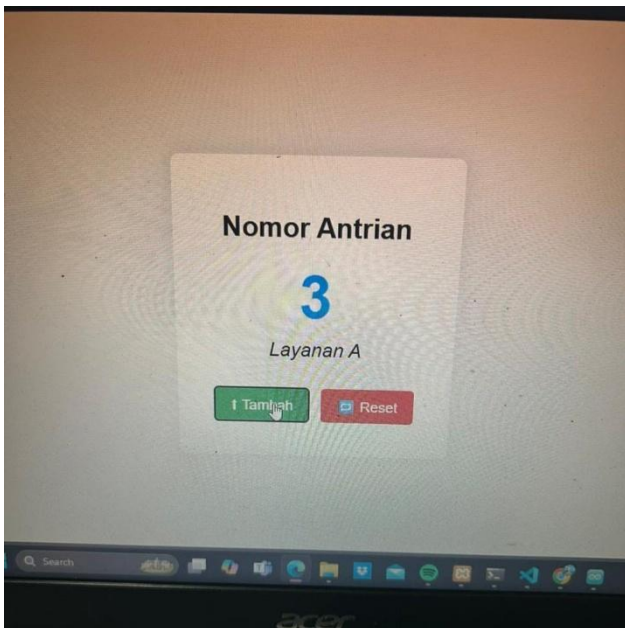 Nomor Antrian
3
Layanan A
Tambah
Reset
Search
acer